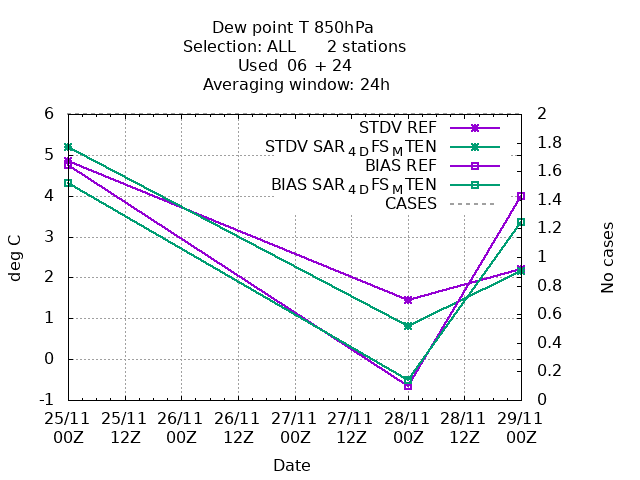 Dew point T 850hPa
Selection: ALL 2 stations
Used 06 + 24
Averaging window: 24h
STDV REF
STDV SAR4DFSMTEN
BIAS REF
BIAS SAR4DFSMTEN
CASES
deg C
6
5
4
3
2
1
0
-1
No cases
2
1.8
1.6
1.4
1.2
1
0.8
0.6
0.4
0.2
0
25/11 25/11 26/11 26/11 27/11 27/11 28/11 28/11 29/11
00Z 12Z 00Z 12Z 00Z 12Z 00Z 12Z 00Z
Date